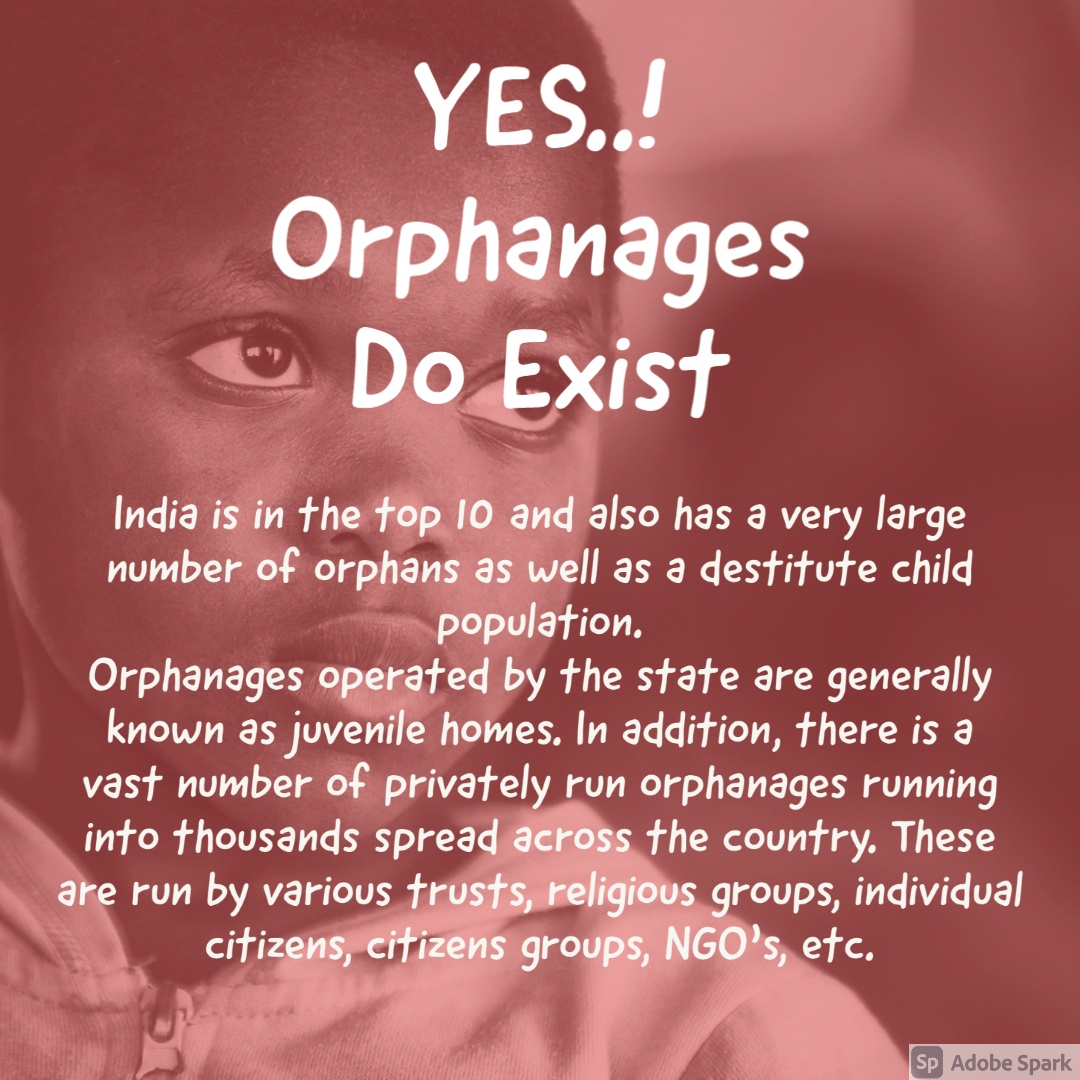 YES..!
Orphanages
Do Exist
India is in the top 10 and also has a very large
number of orphans as well as a destitute child
population.
Orphanages operated by the state are generally
known as juvenile homes. In addition, there is a
vast number of privately run orphanages running
into thousands spread across the country. These
are run by various trusts, religious groups, individual
citizens, citizens groups, NGO's, etc.
Sp Adobe Spark